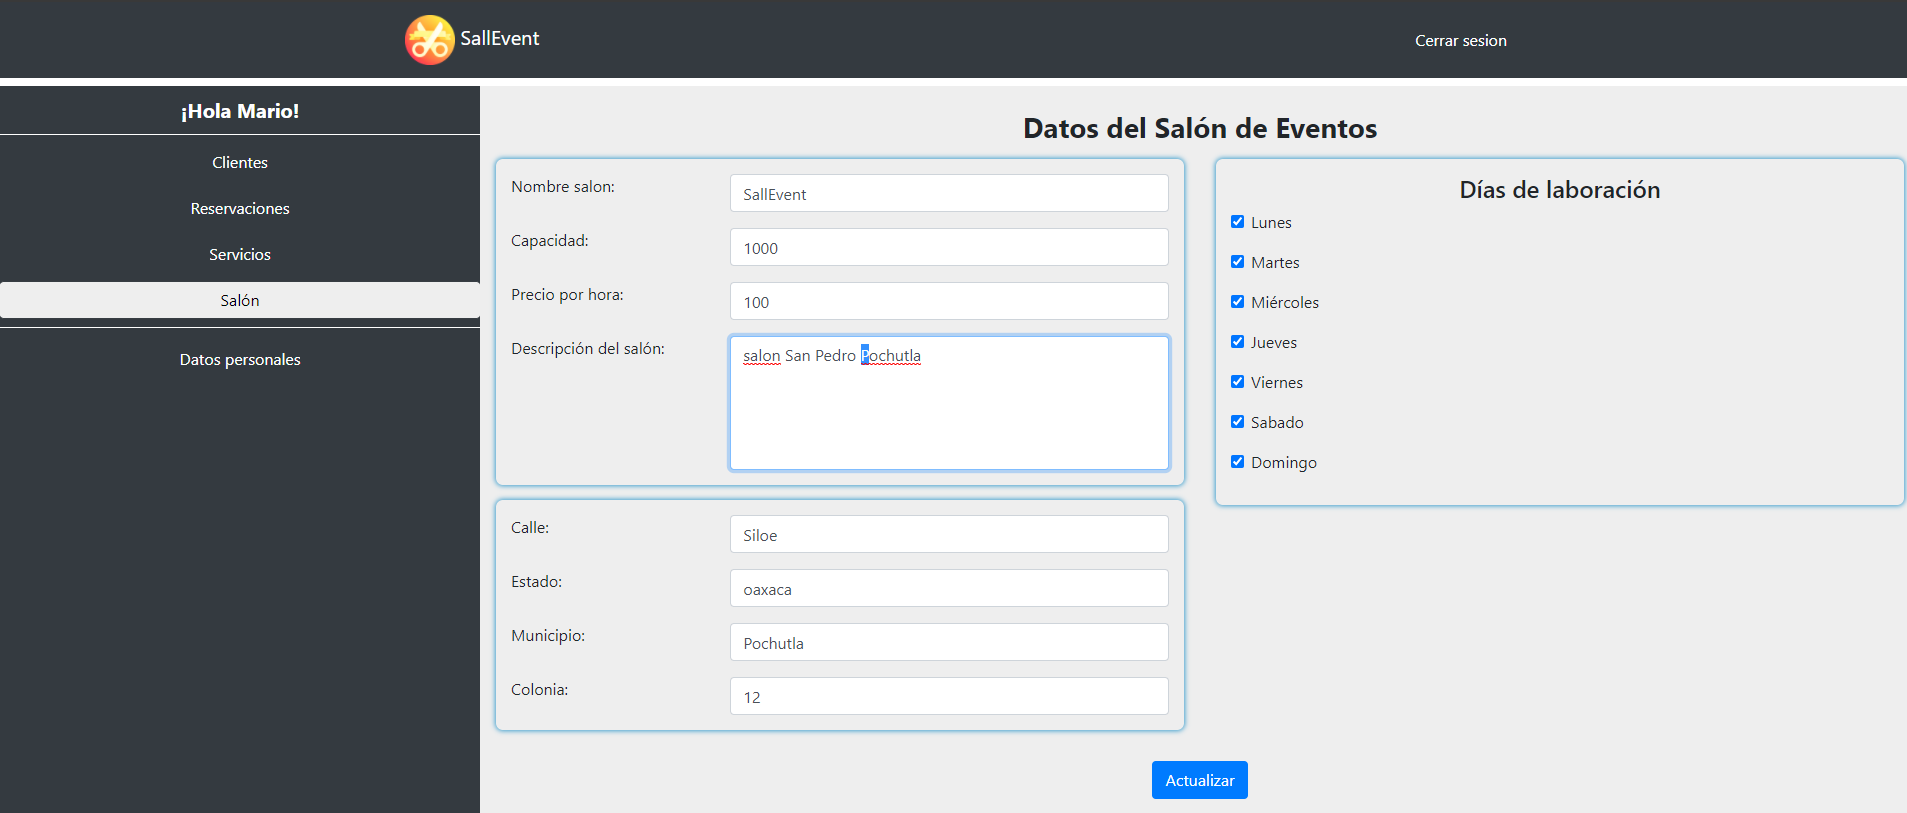 SallEvent
Cerrar sesion
¡Hola Mario!
Clientes
Reservaciones
Servicios
Salón
Datos personales
Datos del Salón de Eventos
Nombre salon: SallEvent
Capacidad: 1000
Precio por hora: 100
Descripción del salón: salon San Pedro Pochutla
Calle: Siloe
Estado: oaxaca
Municipio: Pochutla
Colonia: 12
Días de laboración
Lunes
Martes
Miércoles
Jueves
Viernes
Sabado
Domingo
Actualizar